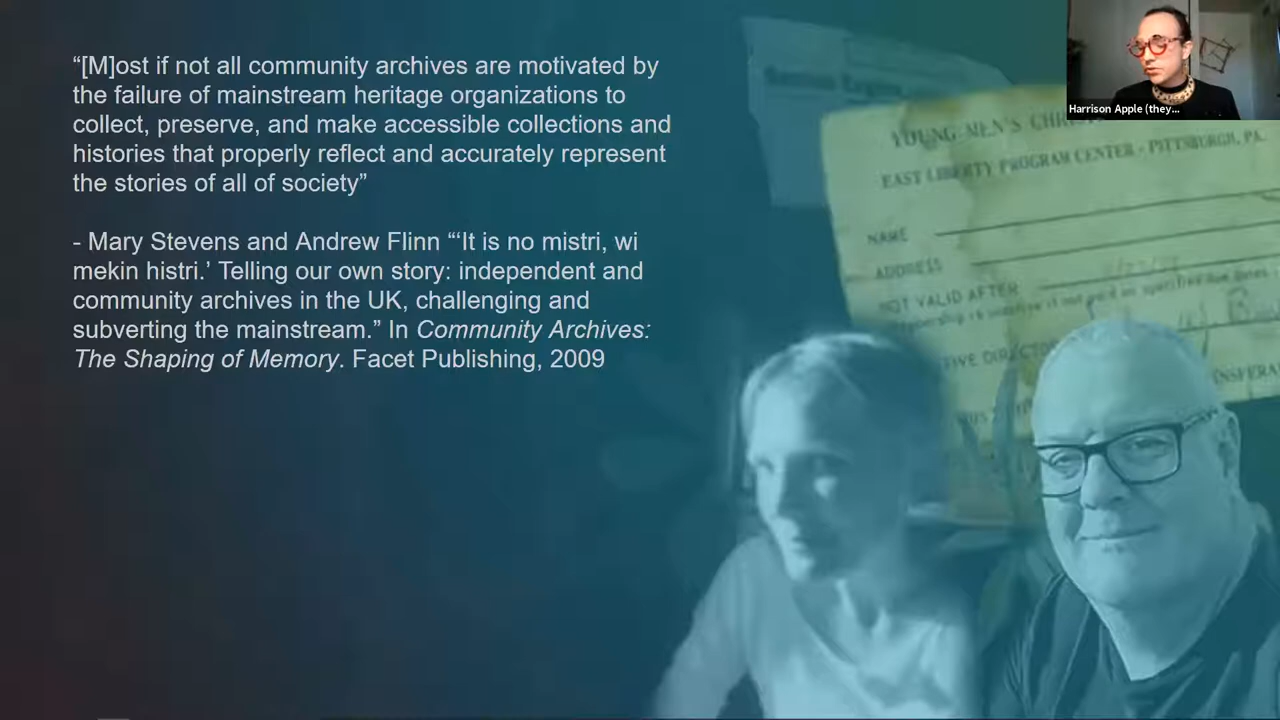 “[M]ost if not all community archives are motivated by
the failure of mainstream heritage organizations to
collect, preserve, and make accessible collections and
histories that properly reflect and accurately represent
the stories of all of society”
- Mary Stevens and Andrew Flinn “‘It is no mistri, wi
mekin histri.’ Telling our own story: independent and
community archives in the UK, challenging and
subverting the mainstream.” In Community Archives:
The Shaping of Memory. Facet Publishing, 2009
Harrison Apple (they...
YOUNG MEN'S
EAST LIBERTY PROGRAM CENTER - PITTSBURGH, PA.
NAME
ADDRESS
NOT VALID AFTER